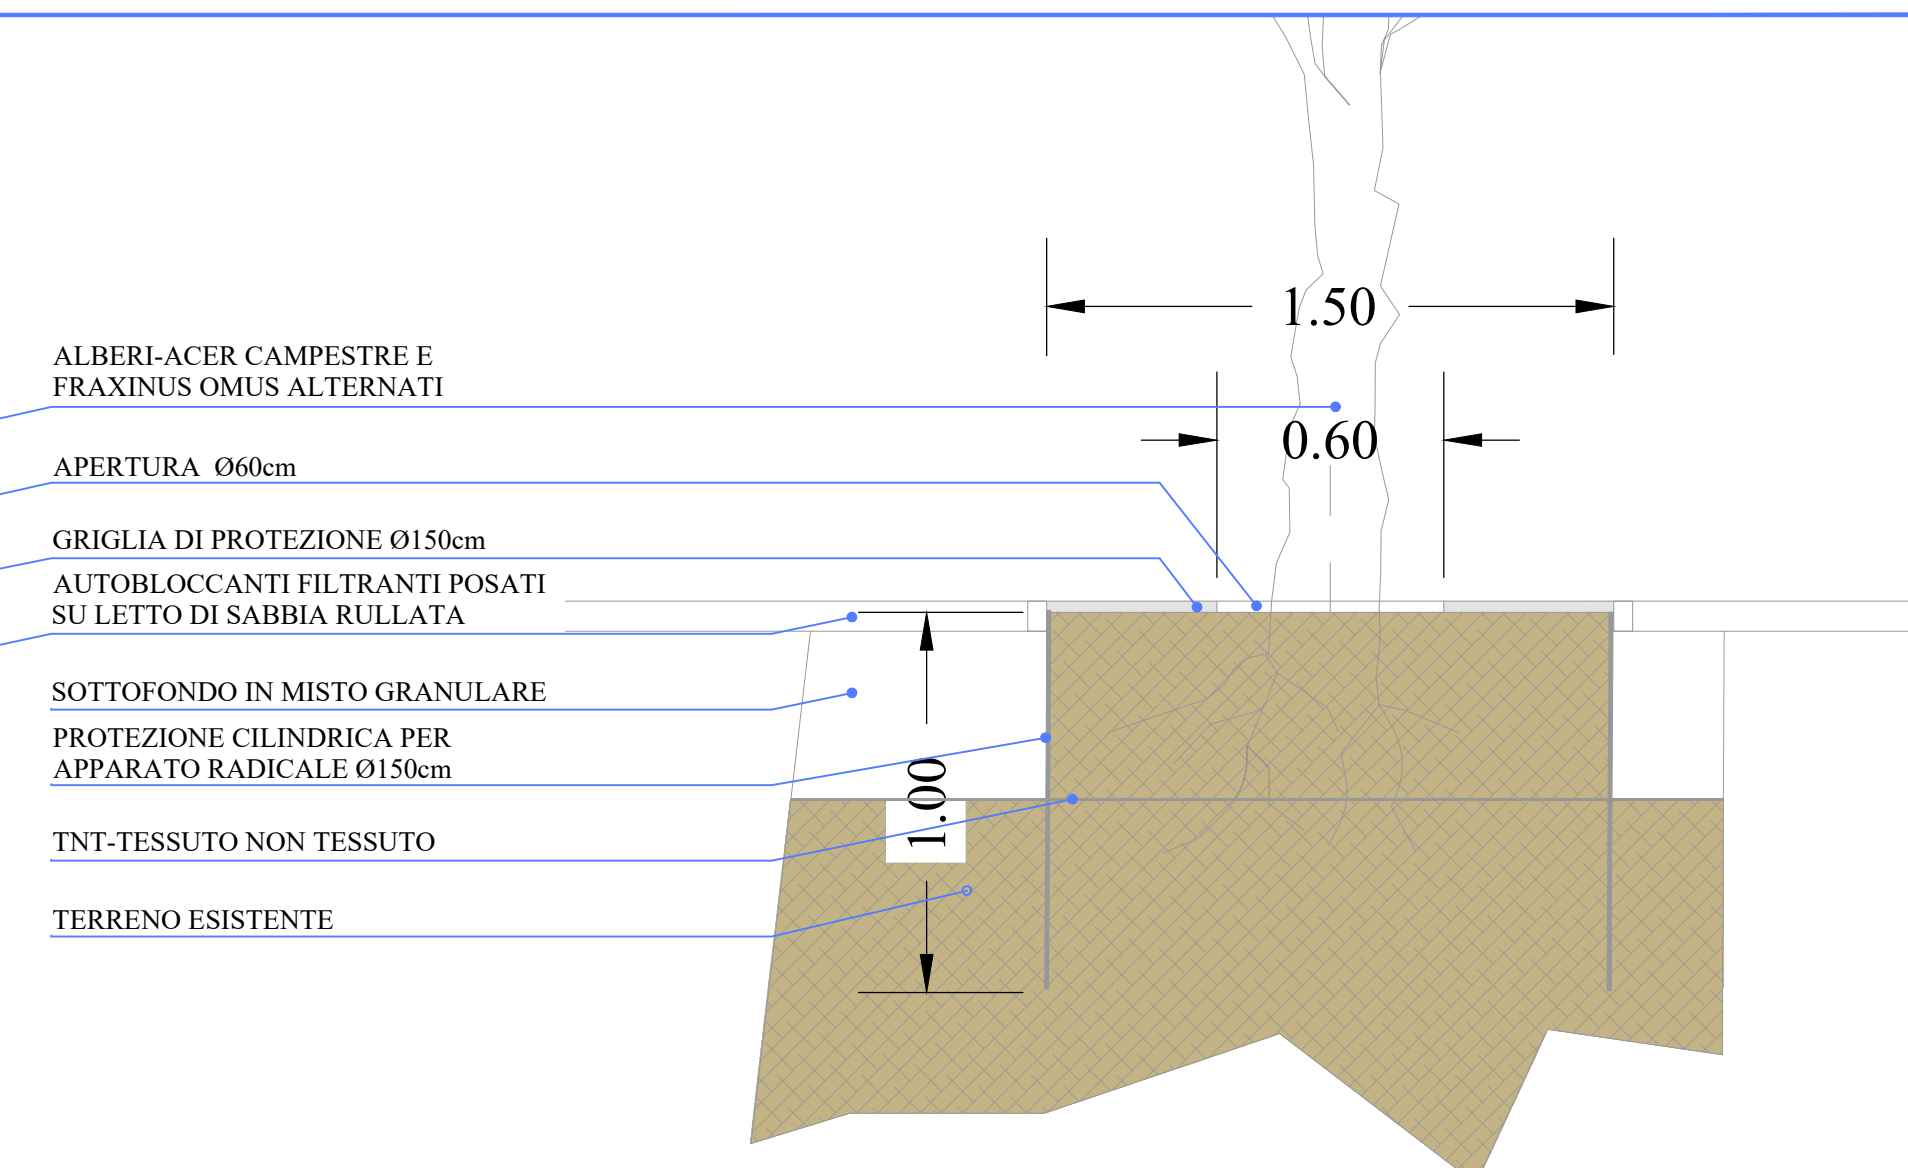 1.50
ALBERI-ACER CAMPESTRE E
FRAXINUS OMUS ALTERNATI
0.60
APERTURA Ø60cm
GRIGLIA DI PROTEZIONE Ø150cm
AUTOBLOCCANTI FILTRANTI POSATI
SU LETTO DI SABBIA RULLATA
SOTTOFONDO IN MISTO GRANULARE
PROTEZIONE CILINDRICA PER
APPARATO RADICALE Ø150cm
1.00
TNT-TESSUTO NON TESSUTO
TERRENO ESISTENTE